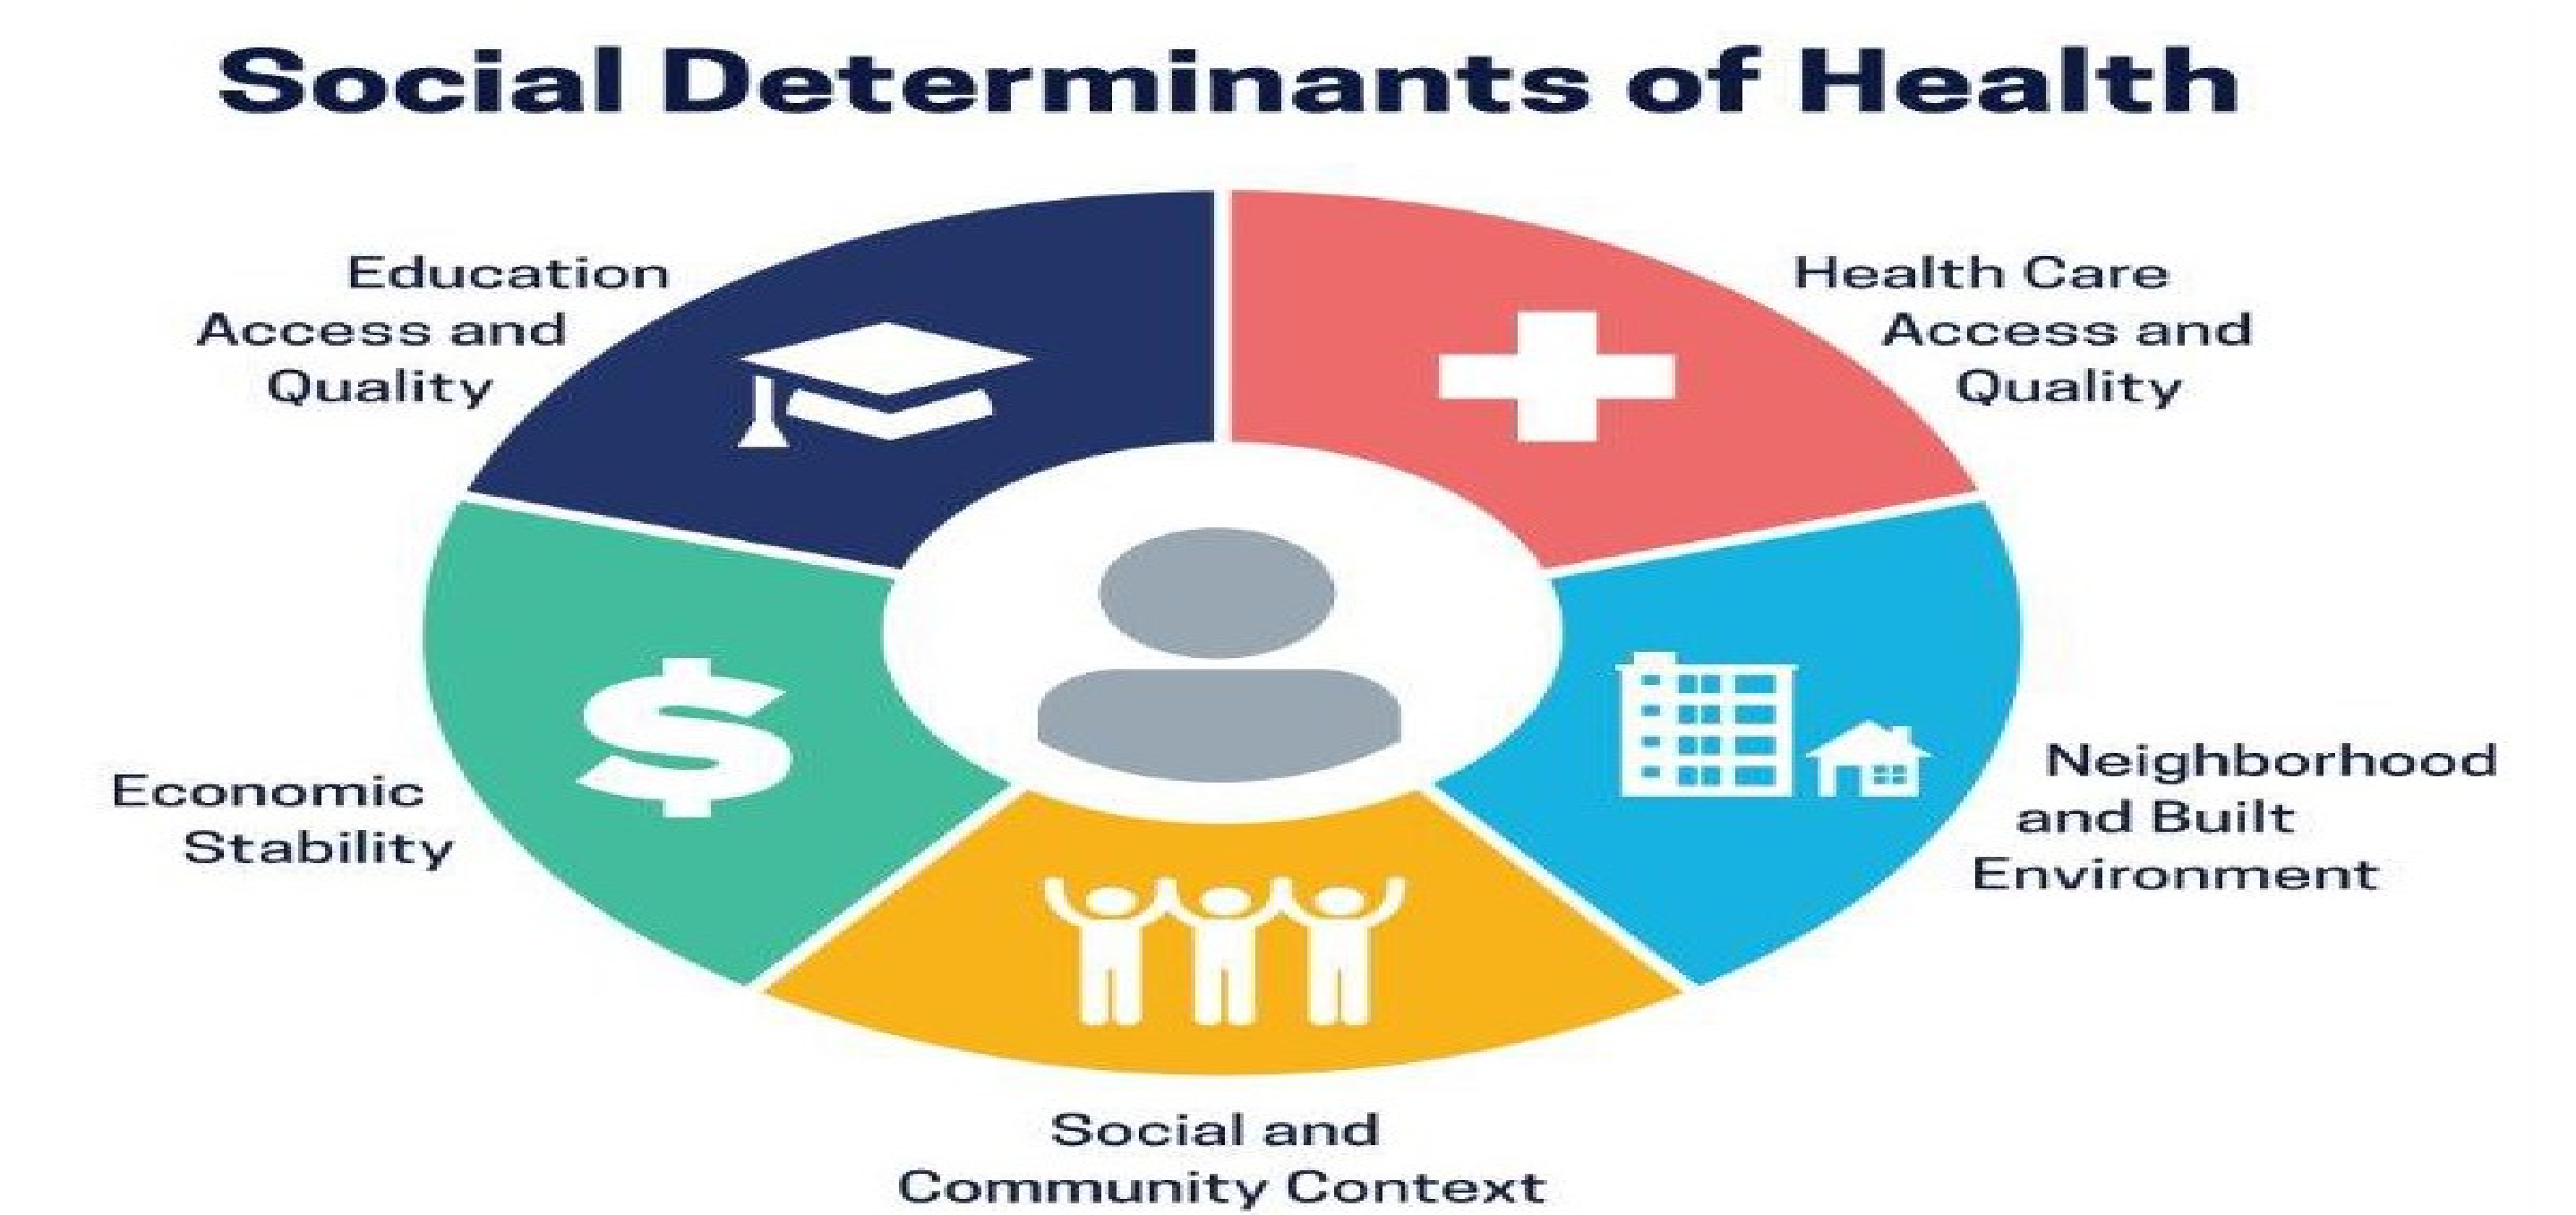 Social Determinants of Health
Education
Access and
Quality
Health Care
Access and
Quality
Economic
Stability
$
Neighborhood
and Built
Environment
Social and
Community Context